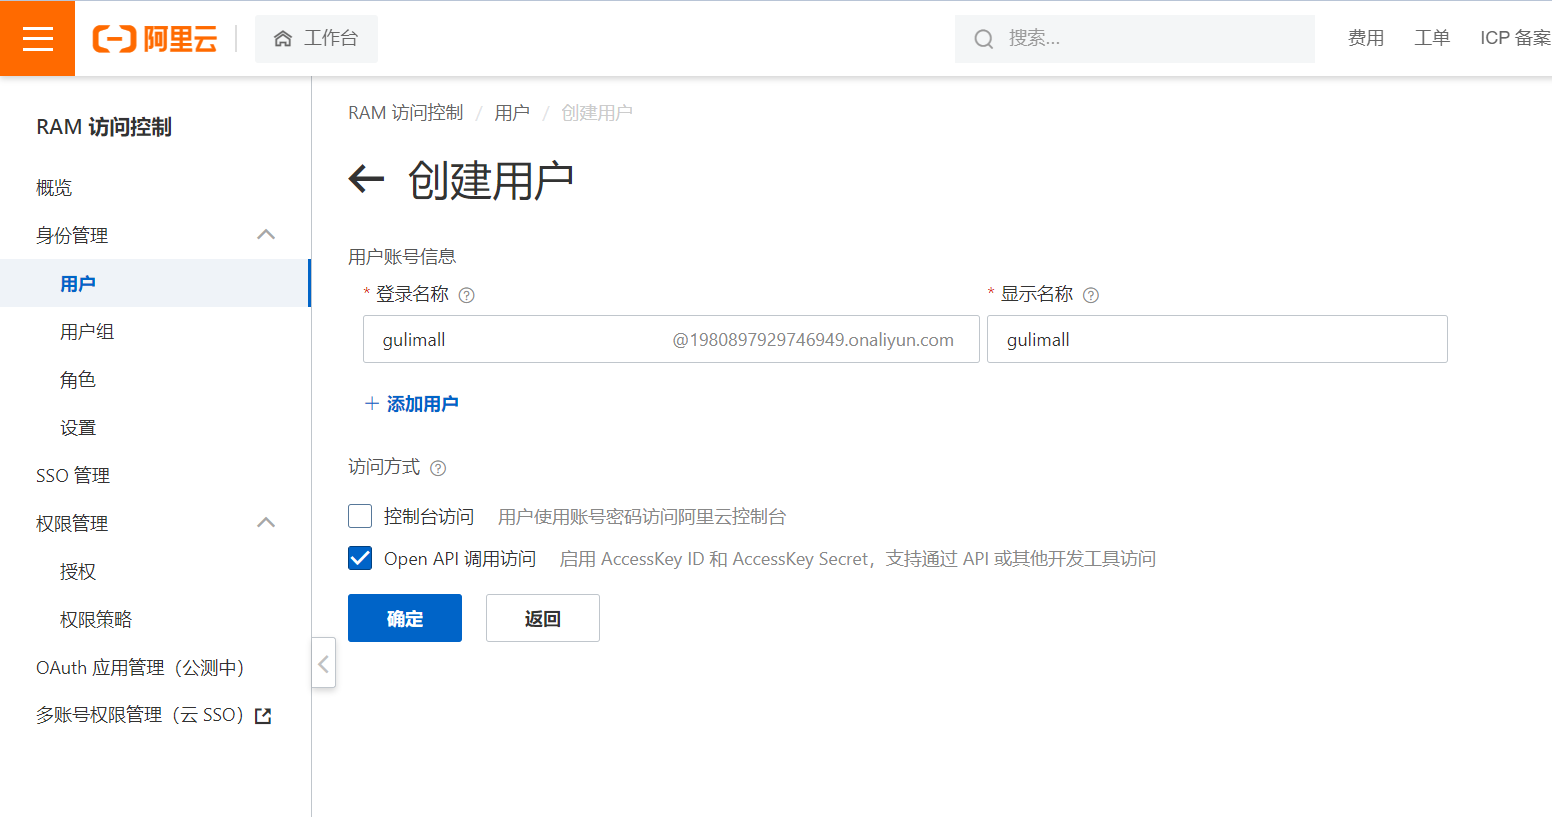 阿里云
工作台
搜索...
费用
工单
ICP 备案
RAM 访问控制
概览
身份管理
用户
用户组
角色
设置
SSO 管理
权限管理
授权
权限策略
OAuth 应用管理（公测中）
多账号权限管理（云 SSO）
RAM 访问控制 / 用户 / 创建用户
创建用户
用户账号信息
* 登录名称
* 显示名称
gulimall @1980897929746949.onaliyun.com
gulimall
+ 添加用户
访问方式
控制台访问 用户使用账号密码访问阿里云控制台
Open API 调用访问 启用 AccessKey ID 和 AccessKey Secret，支持通过 API 或其他开发工具访问
确定
返回